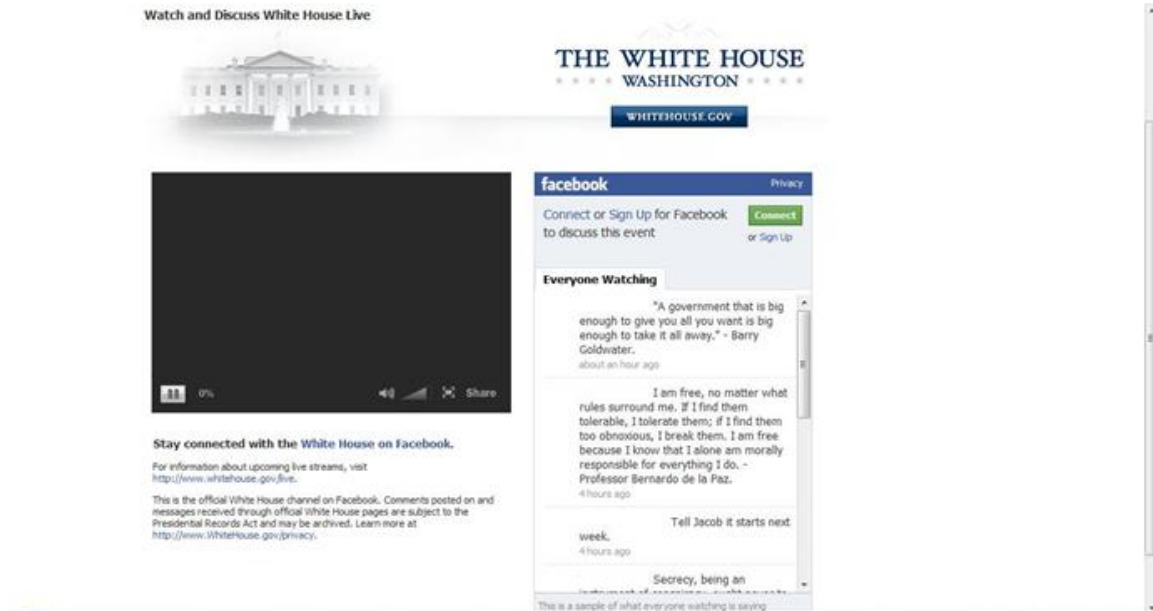 Watch and Discuss White House Live
THE WHITE HOUSE
WASHINGTON
WHITEHOUSE.GOV
0%
Share
Stay connected with the White House on Facebook.
For information about upcoming live streams, visit
http://www.whitehouse.gov/live.
This is the official White House channel on Facebook. Comments posted on and
messages received through official White House pages are subject to the
Presidential Records Act and may be archived. Learn more at
http://www.WhiteHouse.gov/privacy.
facebook
Privacy
Connect or Sign Up for Facebook
to discuss this event
Connect
or Sign Up
Everyone Watching
"A government that is big
enough to give you all you want is big
enough to take it all away." - Barry
Goldwater.
about an hour ago
I am free, no matter what
rules surround me. If I find them
tolerable, I tolerate them; if I find them
too obnoxious, I break them. I am free
because I know that I alone am morally
responsible for everything I do. -
Professor Bernardo de la Paz.
4 hours ago
Tell Jacob it starts next
week.
4 hours ago
Secrecy, being an
This is a sample of what everyone watching is saying